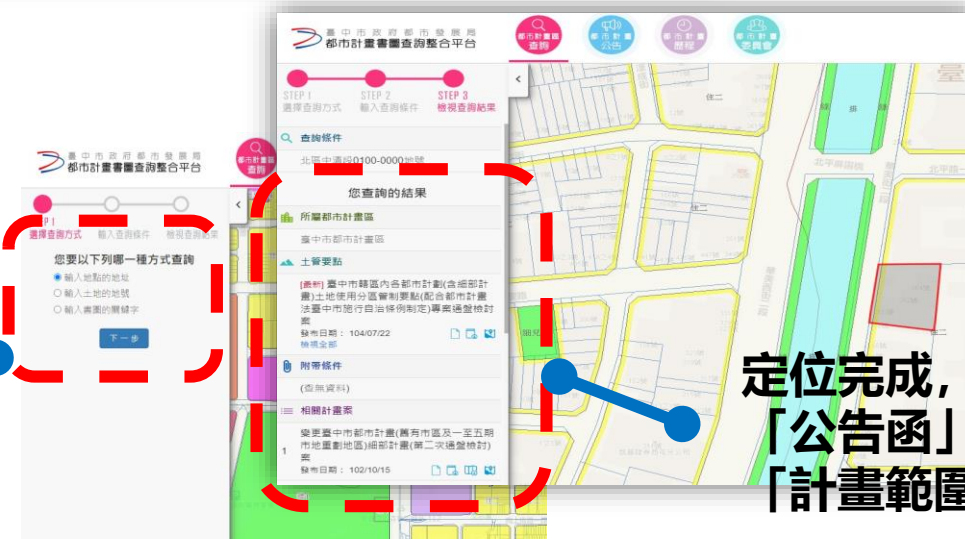 臺中市政府都市發展局
都市計畫書圖查詢整合平台
都市計畫區
查詢
都市計畫
公告
都市計畫
歷程
都市計畫
委員會
STEP 1
選擇查詢方式
STEP 2
輸入查詢條件
STEP 3
檢視查詢結果
查詢條件
您查詢的結果
所屬都市計畫區
臺中市都市計畫區
土管要點
[最新] 臺中市轄區內各都市計劃(含細部計
畫)土地使用分區管制要點(配合都市計畫
法臺中市施行自治條例制定)專案通盤檢討
案
發布日期： 104/07/22
檢視全部
附帶條件
(查無資料)
相關計畫案
1
變更臺中市都市計畫(舊有市區及一至五期
市地重劃地區)細部計畫(第二次通盤檢討)
案
發布日期： 102/10/15
臺中市政府都市發展局
都市計畫書圖查詢整合平台
都市計畫區
查詢
選擇查詢方式
輸入查詢條件
檢視查詢結果
您要以下列哪一種方式查詢
輸入地點的地址
輸入土地的地號
輸入書圖的關鍵字
下一步
住二
細兒
定位完成，
「公告函」
「計畫範圍